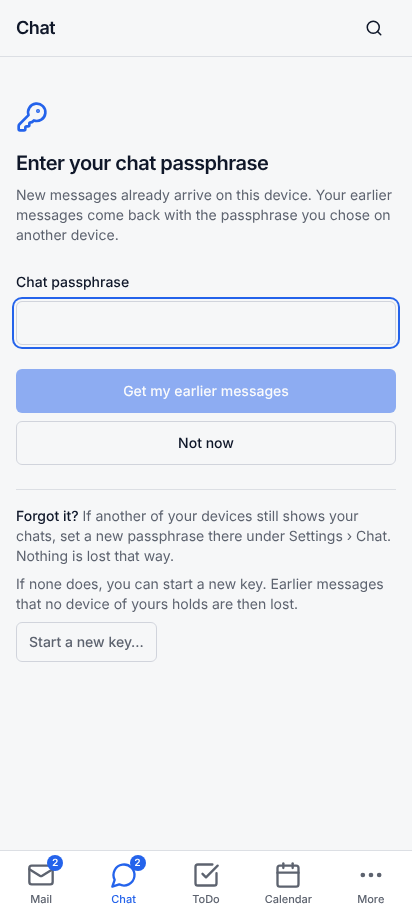 Chat
Enter your chat passphrase
New messages already arrive on this device. Your earlier
messages come back with the passphrase you chose on
another device.
Chat passphrase
Get my earlier messages
Not now
Forgot it? If another of your devices still shows your
chats, set a new passphrase there under Settings › Chat.
Nothing is lost that way.
If none does, you can start a new key. Earlier messages
that no device of yours holds are then lost.
Start a new key...
2
2
Mail
Chat
ToDo
Calendar
More